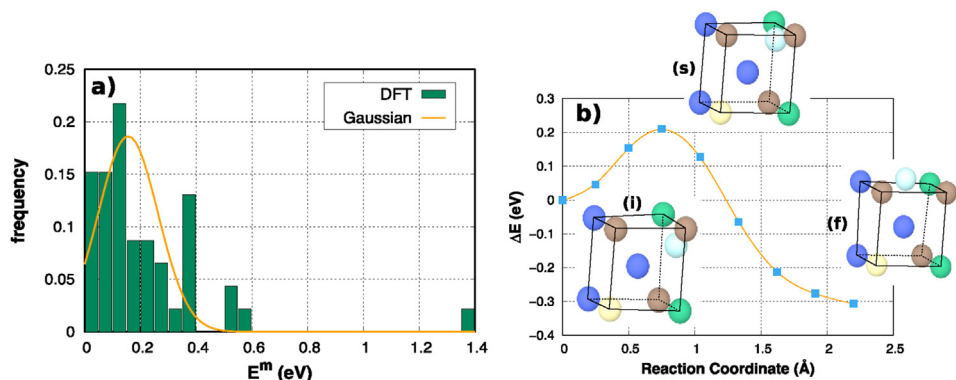 a)
0.25
0.2
0.15
0.1
0.05
0
frequency
DFT
Gaussian
0 0.2 0.4 0.6 0.8 1 1.2 1.4
E^m (eV)
(s)
b)
0.3
0.2
0.1
0
−0.1
−0.2
−0.3
−0.4
ΔE (eV)
(i)
(f)
0 0.5 1 1.5 2 2.5
Reaction Coordinate (Å)